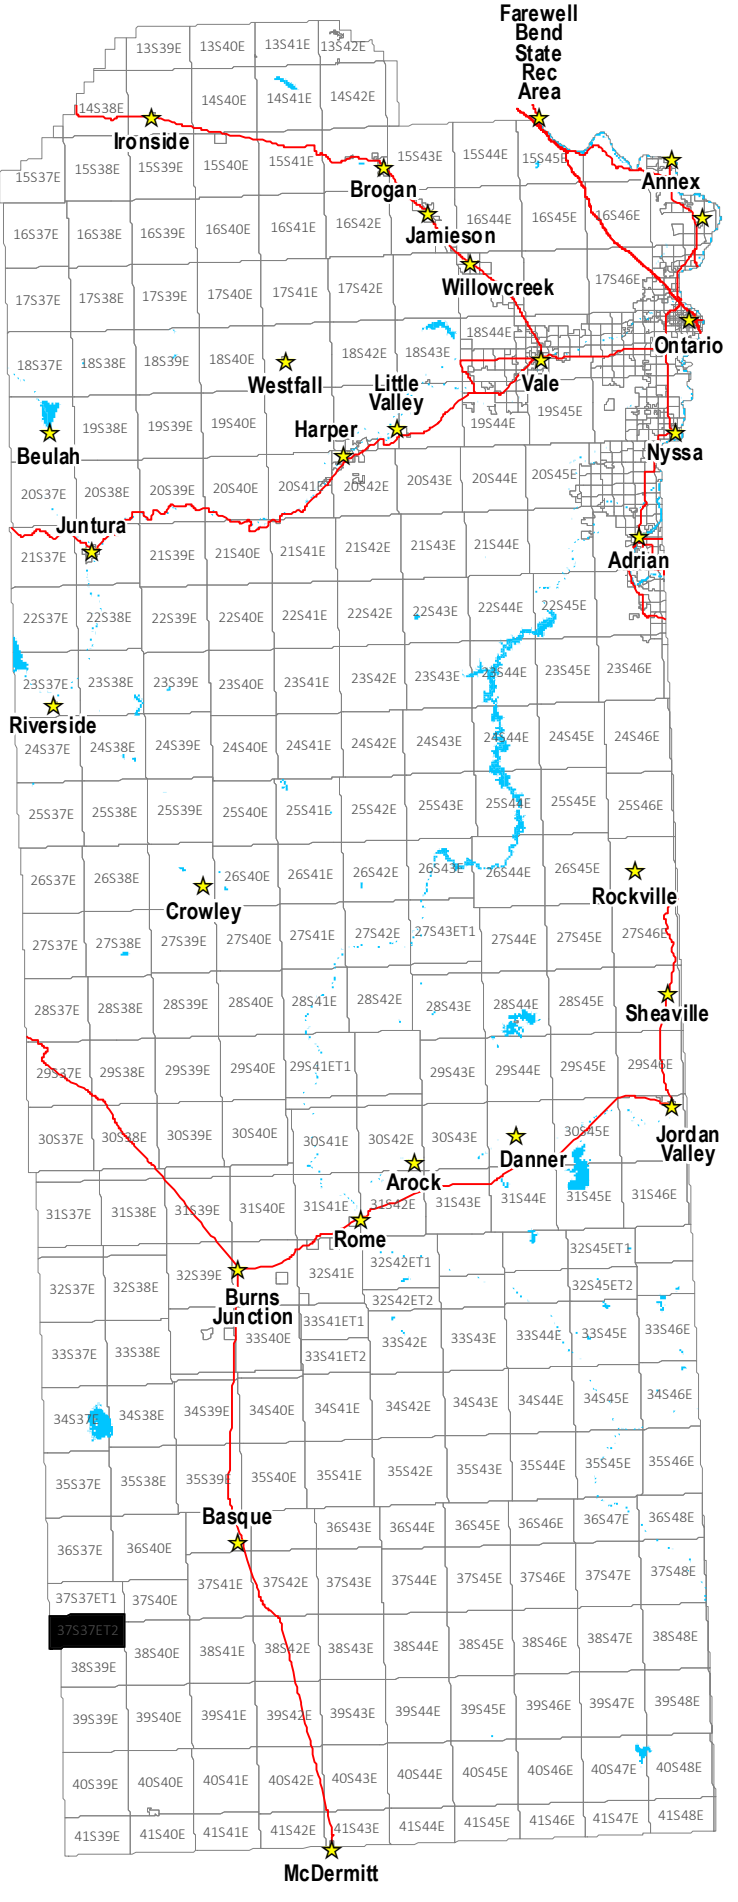 Farewell
Bend
State
Rec
Area
13S39E 13S40E 13S41E 13S42E
14S38E 14S40E 14S41E 14S42E
Ironside
15S37E 15S38E 15S39E 15S40E 15S41E 15S43E 15S44E 15S45E
Brogan
Annex
16S37E 16S38E 16S39E 16S40E 16S41E 16S42E 16S44E 16S45E 16S46E
Jamieson
Willowcreek
17S37E 17S38E 17S39E 17S40E 17S41E 17S42E 17S46E
Ontario
18S37E 18S38E 18S39E 18S40E 18S42E 18S43E 18S44E
Westfall
Vale
Little
Valley
19S38E 19S39E 19S40E 19S44E 19S45E
Beulah
Harper
Nyssa
20S37E 20S38E 20S39E 20S40E 20S41E 20S42E 20S43E 20S44E 20S45E
Juntura
21S37E 21S39E 21S40E 21S41E 21S42E 21S43E 21S44E
Adrian
22S37E 22S38E 22S39E 22S40E 22S41E 22S42E 22S43E 22S44E 22S45E
23S37E 23S38E 23S39E 23S40E 23S41E 23S42E 23S43E 23S44E 23S45E 23S46E
Riverside
24S37E 24S38E 24S39E 24S40E 24S41E 24S42E 24S43E 24S44E 24S45E 24S46E
25S37E 25S38E 25S39E 25S40E 25S41E 25S42E 25S43E 25S44E 25S45E 25S46E
26S37E 26S38E 26S40E 26S41E 26S42E 26S43E 26S44E 26S45E
Crowley
Rockville
27S37E 27S38E 27S39E 27S40E 27S41E 27S42E 27S43ET1 27S44E 27S45E 27S46E
28S37E 28S38E 28S39E 28S40E 28S41E 28S42E 28S43E 28S44E 28S45E
Sheaville
29S37E 29S38E 29S39E 29S40E 29S41ET1 29S43E 29S44E 29S45E 29S46E
30S37E 30S38E 30S39E 30S40E 30S41E 30S42E 30S43E 30S45E
Jordan
Valley
Danner
Arock
31S37E 31S38E 31S39E 31S40E 31S41E 31S42E 31S43E 31S44E 31S45E 31S46E
Rome
32S37E 32S38E 32S39E 32S41E 32S42ET1 32S45ET1
32S42ET2 32S45ET2
Burns
Junction
33S41ET1
33S37E 33S38E 33S40E 33S41ET2 33S42E 33S43E 33S44E 33S45E 33S46E
34S37E 34S38E 34S39E 34S40E 34S41E 34S42E 34S43E 34S44E 34S45E 34S46E
35S37E 35S38E 35S39E 35S40E 35S41E 35S42E 35S43E 35S44E 35S45E 35S46E
Basque
36S37E 36S40E 36S43E 36S44E 36S45E 36S46E 36S47E 36S48E
37S37ET1 37S40E 37S41E 37S42E 37S43E 37S44E 37S45E 37S46E 37S47E 37S48E
37S37ET2
38S39E 38S40E 38S41E 38S42E 38S43E 38S44E 38S45E 38S46E 38S47E 38S48E
39S39E 39S40E 39S41E 39S42E 39S43E 39S44E 39S45E 39S46E 39S47E 39S48E
40S39E 40S40E 40S41E 40S42E 40S43E 40S44E 40S45E 40S46E 40S47E 40S48E
41S39E 41S40E 41S41E 41S42E 41S43E 41S44E 41S45E 41S46E 41S47E 41S48E
McDermitt